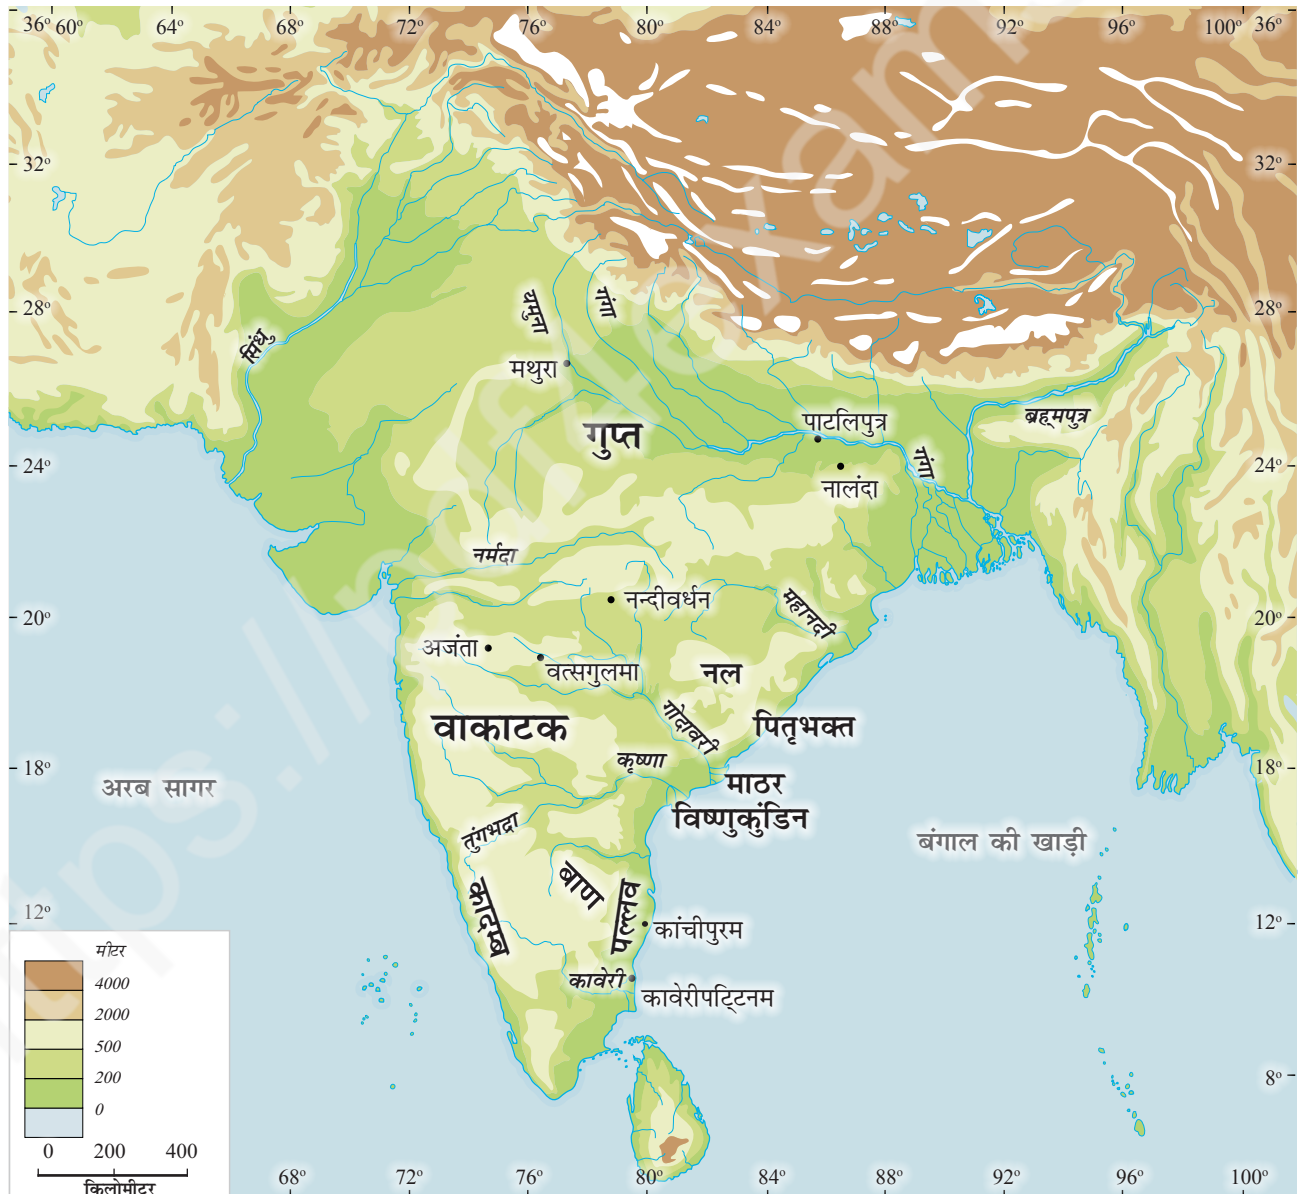 36° 60° 64° 68° 72° 76° 80° 84° 88° 92° 96° 100° 36°
32° 32°
यमुना
गंगा
28° 28°
सिंधु
मथुरा
ब्रह्मपुत्र
पाटलिपुत्र
गुप्त
गंगा
24° 24°
नालंदा
नर्मदा
नन्दीवर्धन
महानदी
20° 20°
अजंता
वत्सगुलमा
नल
गोदावरी
वाकाटक
पितृभक्त
कृष्णा
18° 18°
अरब सागर
माठर
विष्णुकुंडिन
तुंगभद्रा
बंगाल की खाड़ी
बाण
कादम्ब
पल्लव
12° 12°
कांचीपुरम
कावेरी
कावेरीपट्टिनम
8°
मीटर
4000
2000
500
200
0
0 200 400
किलोमीटर
68° 72° 76° 80° 84° 88° 92° 96° 100°